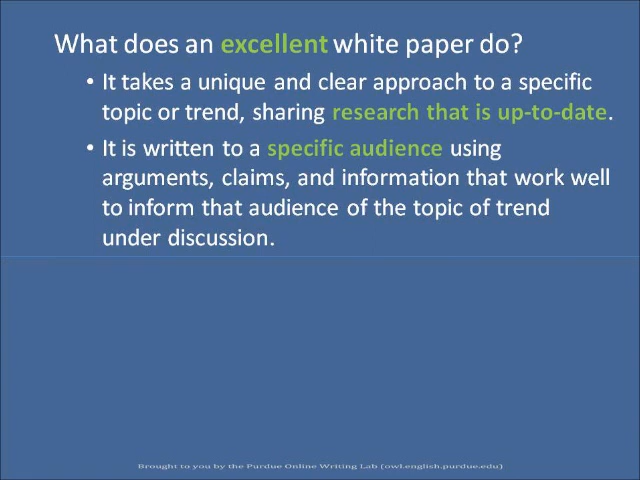 What does an excellent white paper do?
• It takes a unique and clear approach to a specific
topic or trend, sharing research that is up-to-date.
• It is written to a specific audience using
arguments, claims, and information that work well
to inform that audience of the topic of trend
under discussion.
Brought to you by the Purdue Online Writing Lab (owl.english.purdue.edu)